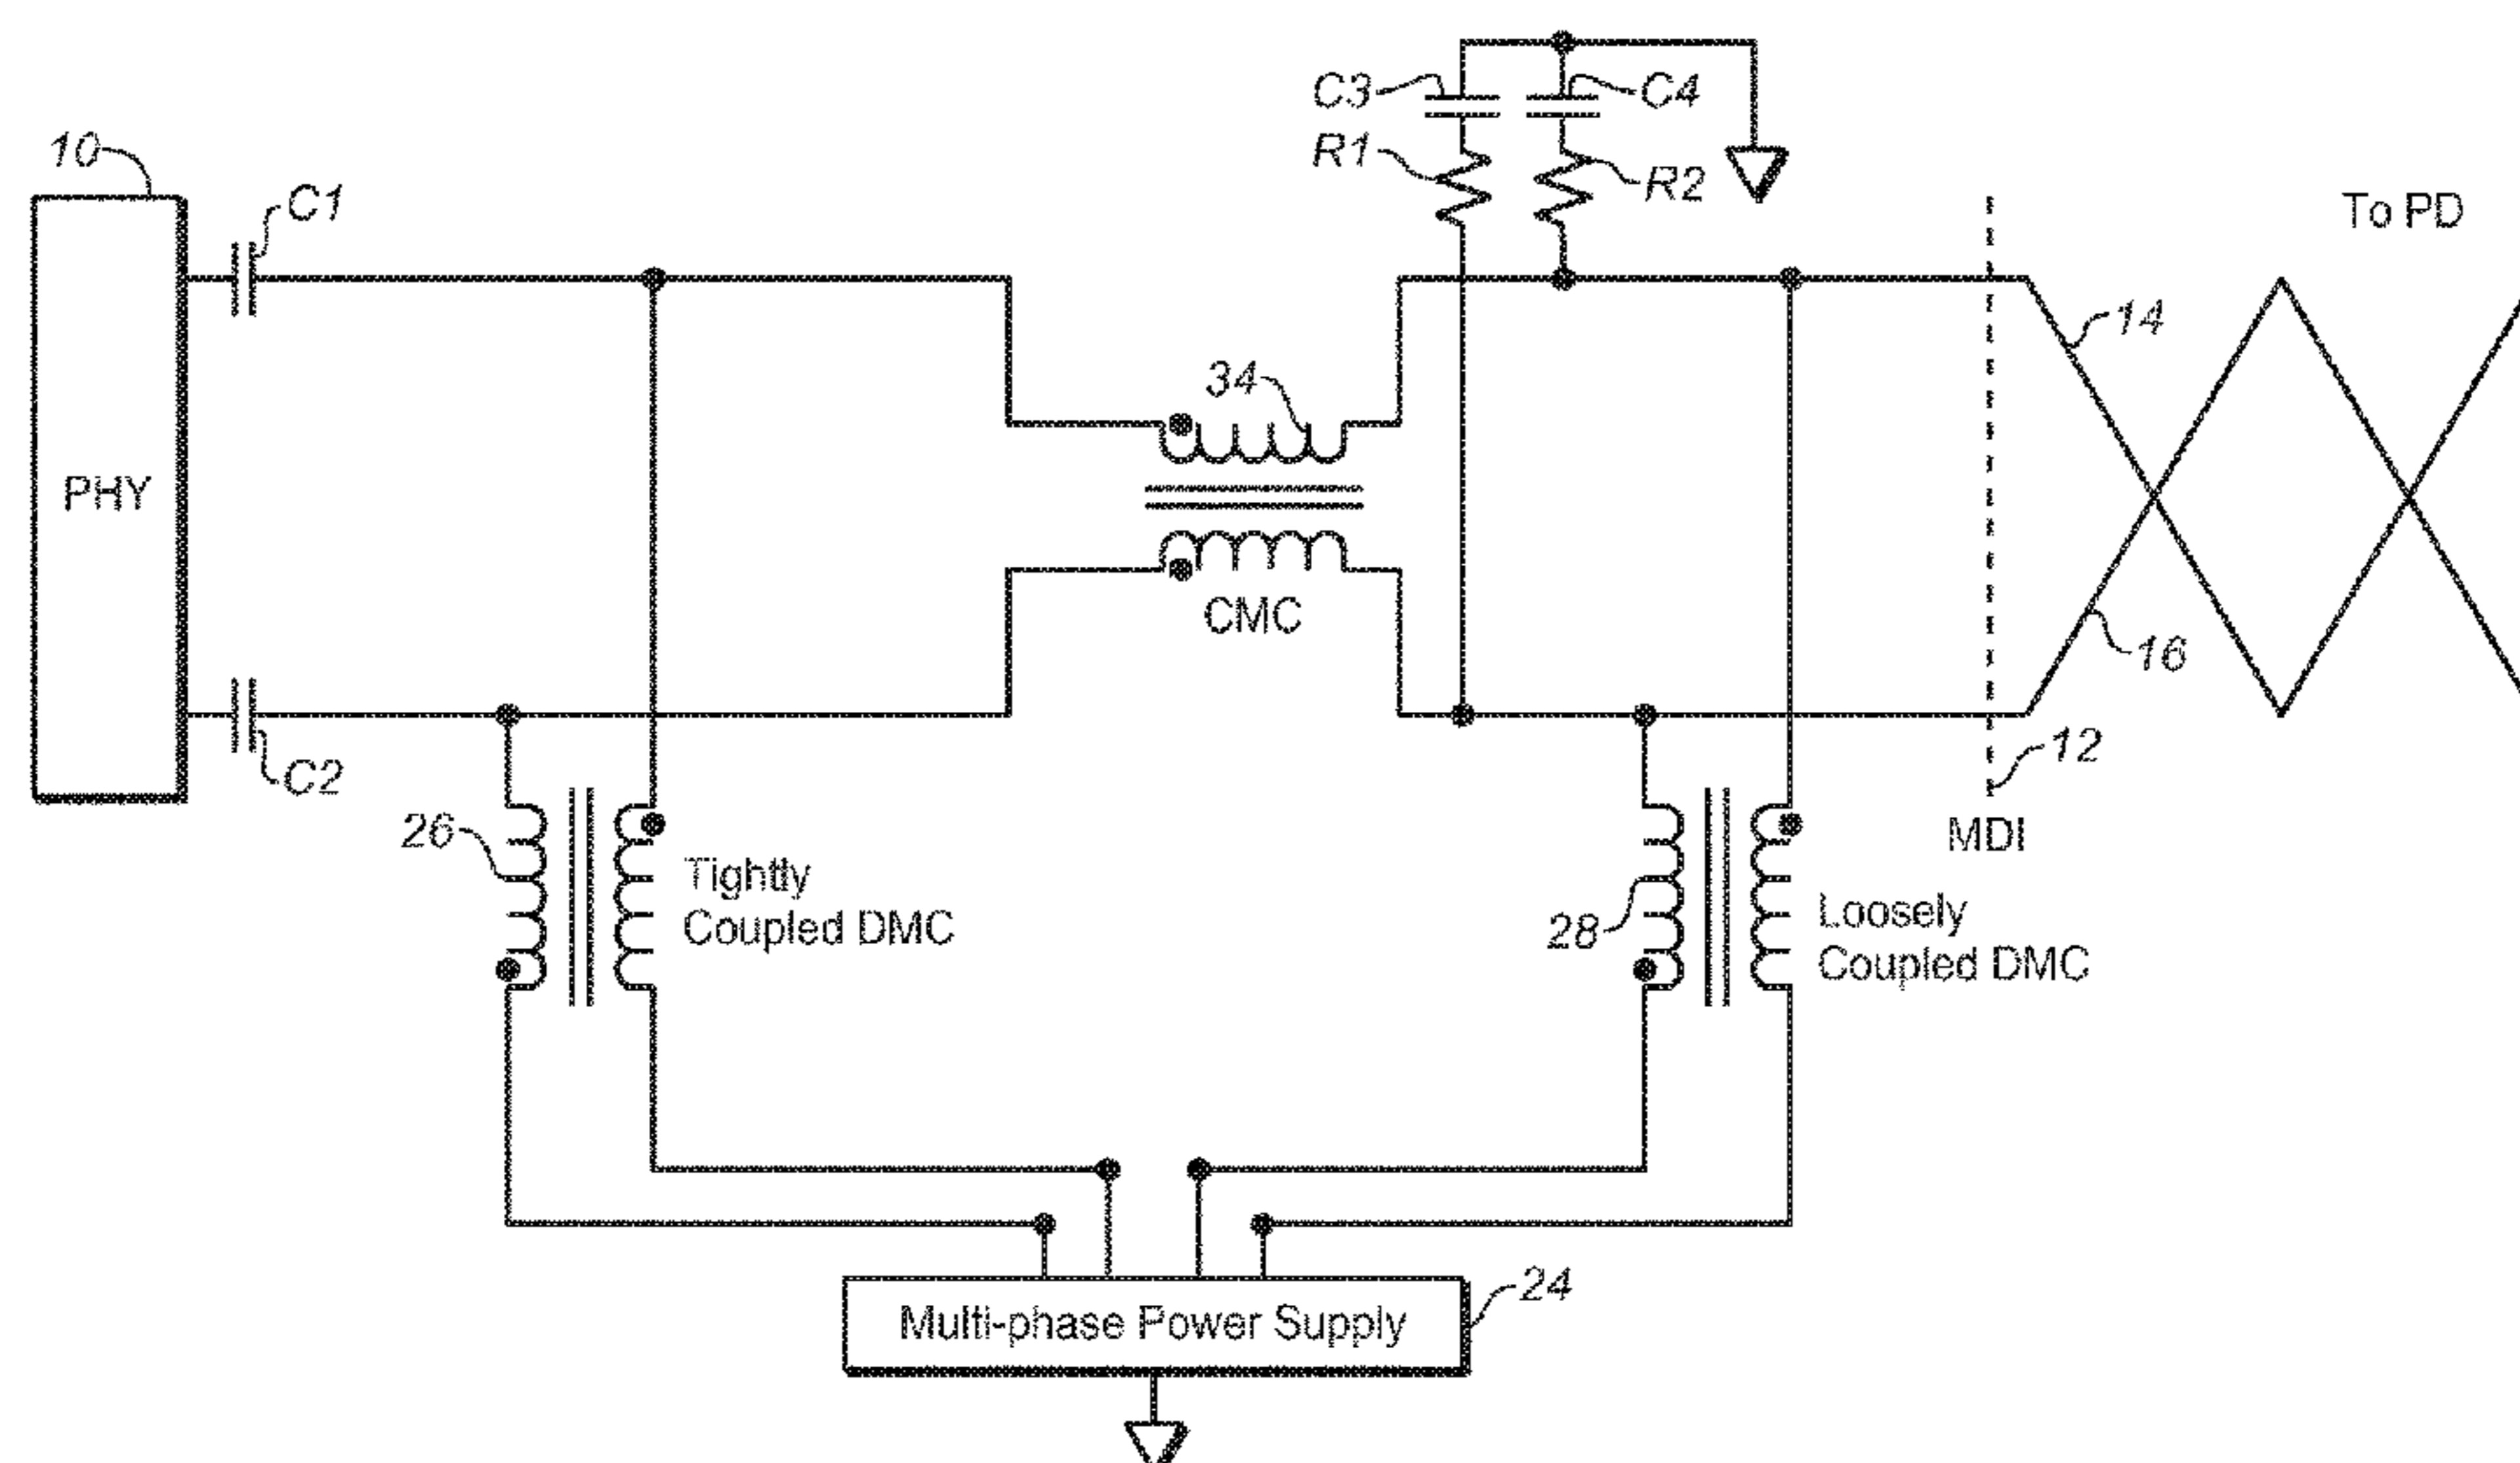 C3
C4
10
R1
R2
C1
To PD
14
34
PHY
CMC
16
C2
12
26
MDI
Tightly
Coupled DMC
28
Loosely
Coupled DMC
24
Multi-phase Power Supply